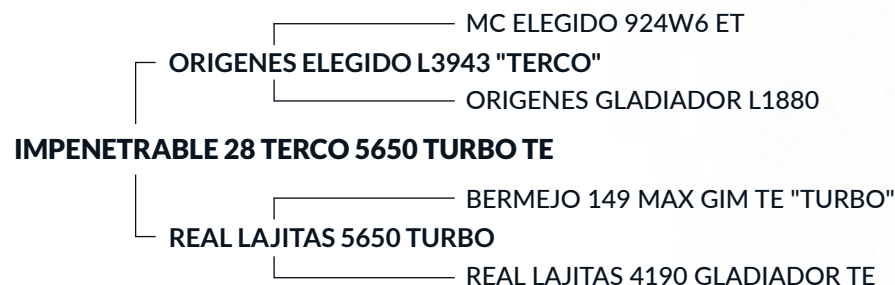 MC ELEGIDO 924W6 ET
ORIGENES ELEGIDO L3943 "TERCO"
ORIGENES GLADIADOR L1880
IMPENETRABLE 28 TERCO 5650 TURBO TE
BERMEJO 149 MAX GIM TE "TURBO"
REAL LAJITAS 5650 TURBO
REAL LAJITAS 4190 GLADIADOR TE